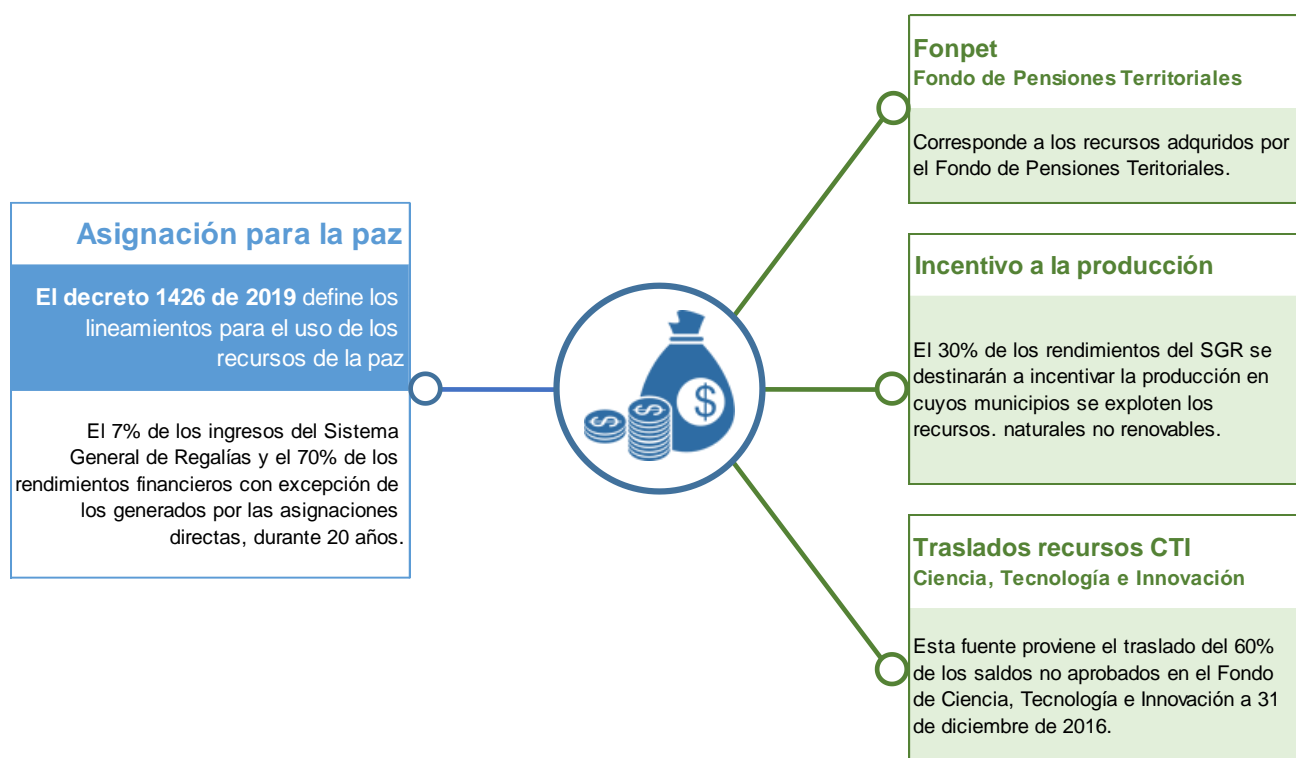 Asignación para la paz
El decreto 1426 de 2019 define los
lineamientos para el uso de los
recursos de la paz
El 7% de los ingresos del Sistema
General de Regalías y el 70% de los
rendimientos financieros con excepción de
los generados por las asignaciones
directas, durante 20 años.
$
Fonpet
Fondo de Pensiones Territoriales
Corresponde a los recursos adquridos por
el Fondo de Pensiones Teritoriales.
Incentivo a la producción
El 30% de los rendimientos del SGR se
destinarán a incentivar la producción en
cuyos municipios se exploten los
recursos. naturales no renovables.
Traslados recursos CTI
Ciencia, Tecnología e Innovación
Esta fuente proviene el traslado del 60%
de los saldos no aprobados en el Fondo
de Ciencia, Tecnología e Innovación a 31
de diciembre de 2016.